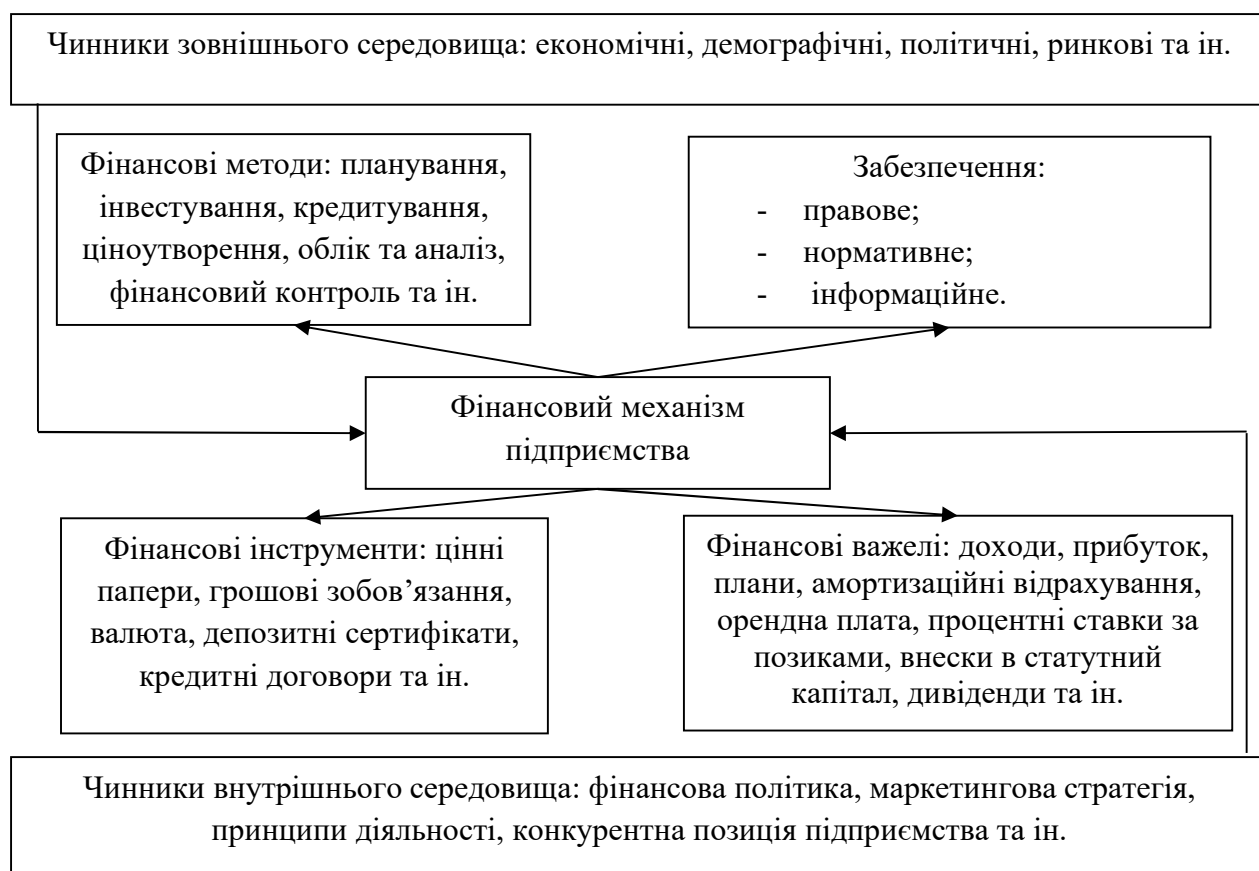 Чинники зовнішнього середовища: економічні, демографічні, політичні, ринкові та ін.
Фінансові методи: планування,
інвестування, кредитування,
ціноутворення, облік та аналіз,
фінансовий контроль та ін.
Забезпечення:
- правове;
- нормативне;
- інформаційне.
Фінансовий механізм
підприємства
Фінансові інструменти: цінні
папери, грошові зобов’язання,
валюта, депозитні сертифікати,
кредитні договори та ін.
Фінансові важелі: доходи, прибуток,
плани, амортизаційні відрахування,
орендна плата, процентні ставки за
позиками, внески в статутний
капітал, дивіденди та ін.
Чинники внутрішнього середовища: фінансова політика, маркетингова стратегія,
принципи діяльності, конкурентна позиція підприємства та ін.